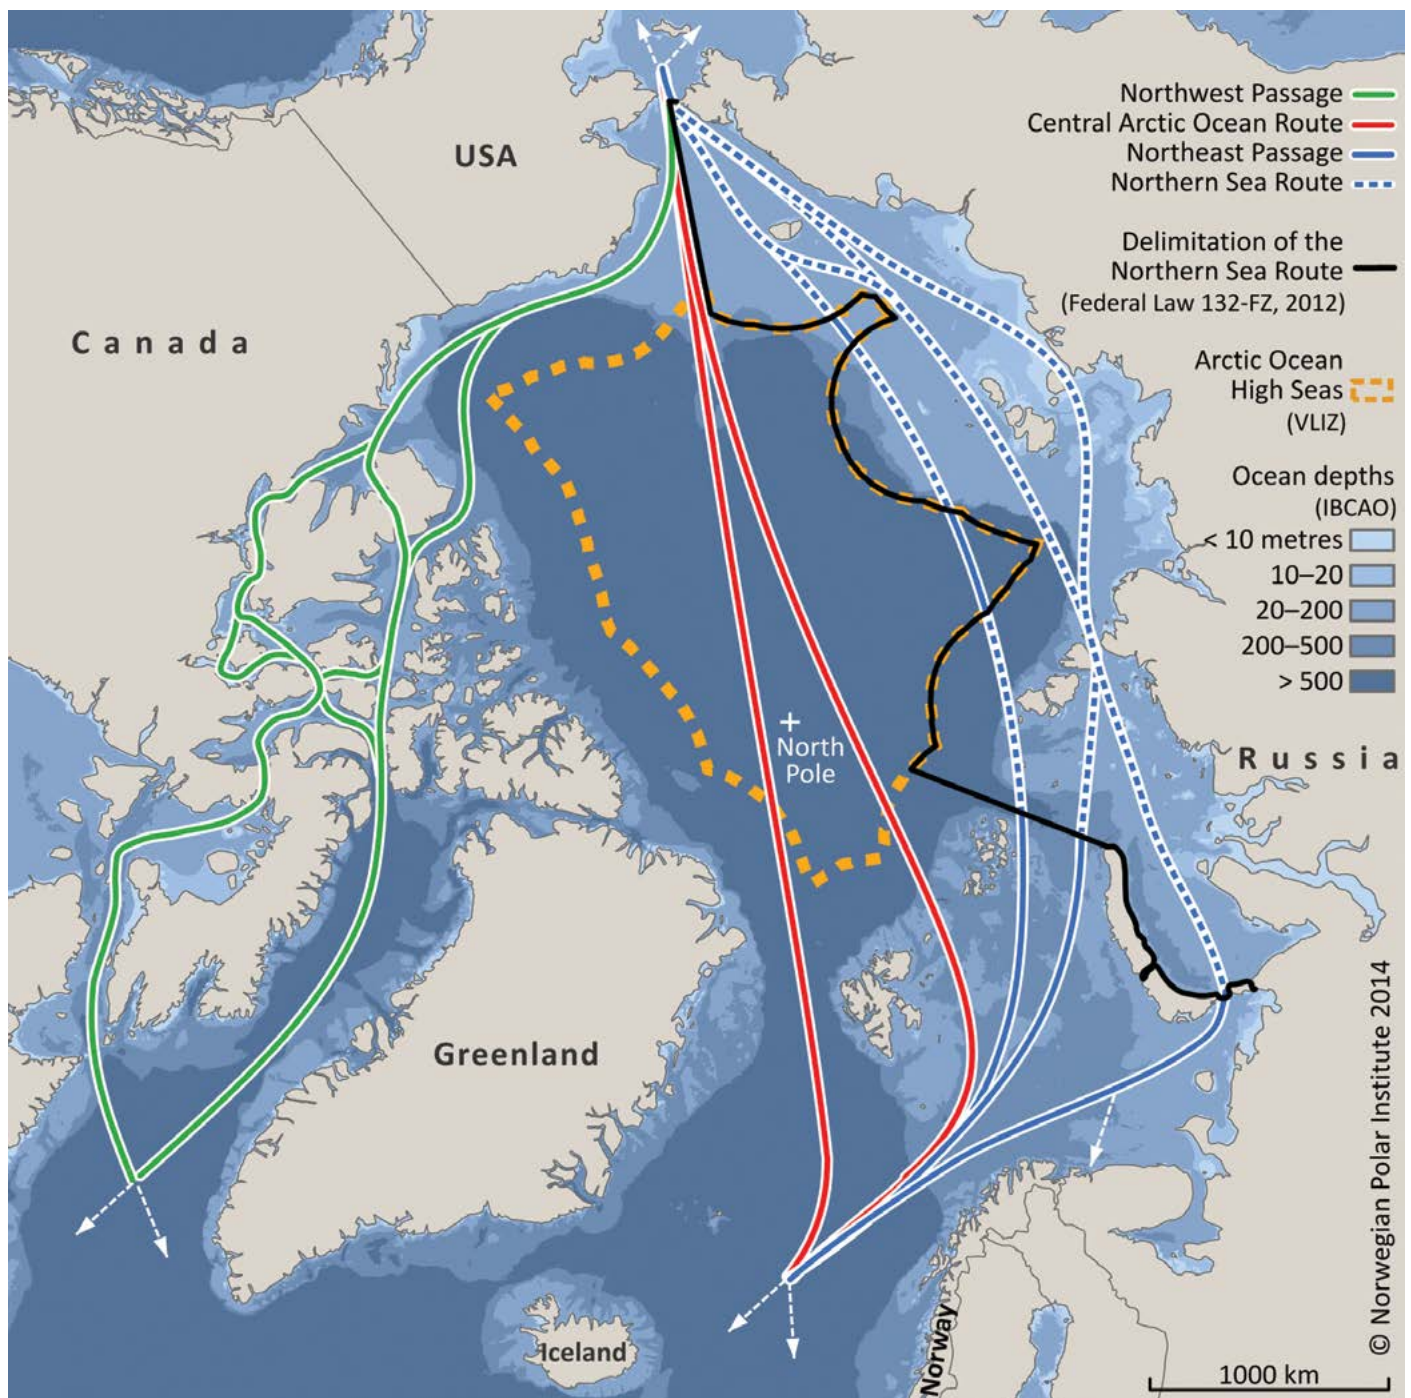 Northwest Passage
Central Arctic Ocean Route
Northeast Passage
Northern Sea Route
Delimitation of the
Northern Sea Route
(Federal Law 132-FZ, 2012)
Arctic Ocean
High Seas
(VLIZ)
Ocean depths
(IBCAO)
< 10 metres
10–20
20–200
200–500
> 500
USA
Canada
North
Pole
Russia
Greenland
Iceland
Norway
© Norwegian Polar Institute 2014
1000 km